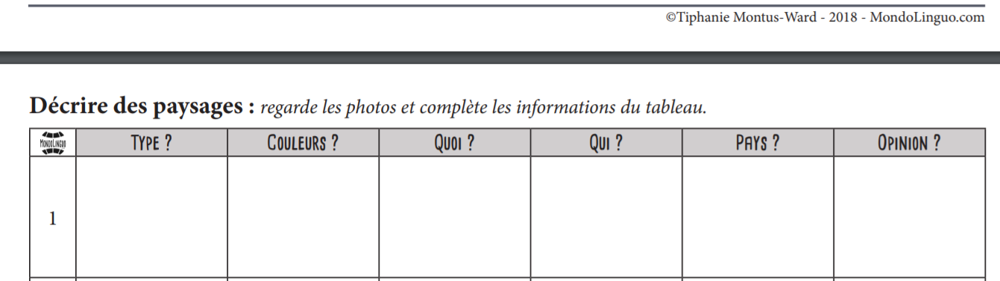 ©Tiphanie Montus-Ward - 2018 - MondoLinguo.com
Décrire des paysages : regarde les photos et complète les informations du tableau.
MONDOLINGUO TYPE ? COULEURS ? QUOI ? QUI ? PAYS ? OPINION ?
1